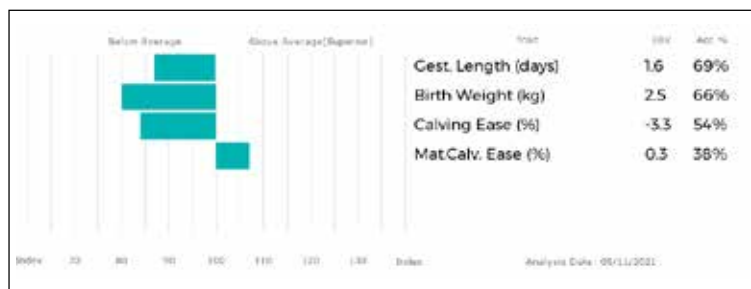 Below Average Above Average(Superior) Trait EBV Acc %
Gest. Length (days) 1.6 69%
Birth Weight (kg) 2.5 66%
Calving Ease (%) -3.3 54%
Mat.Calv. Ease (%) 0.3 38%
Index 70 80 90 100 110 120 130 Index Analysis Date : 05/11/2021